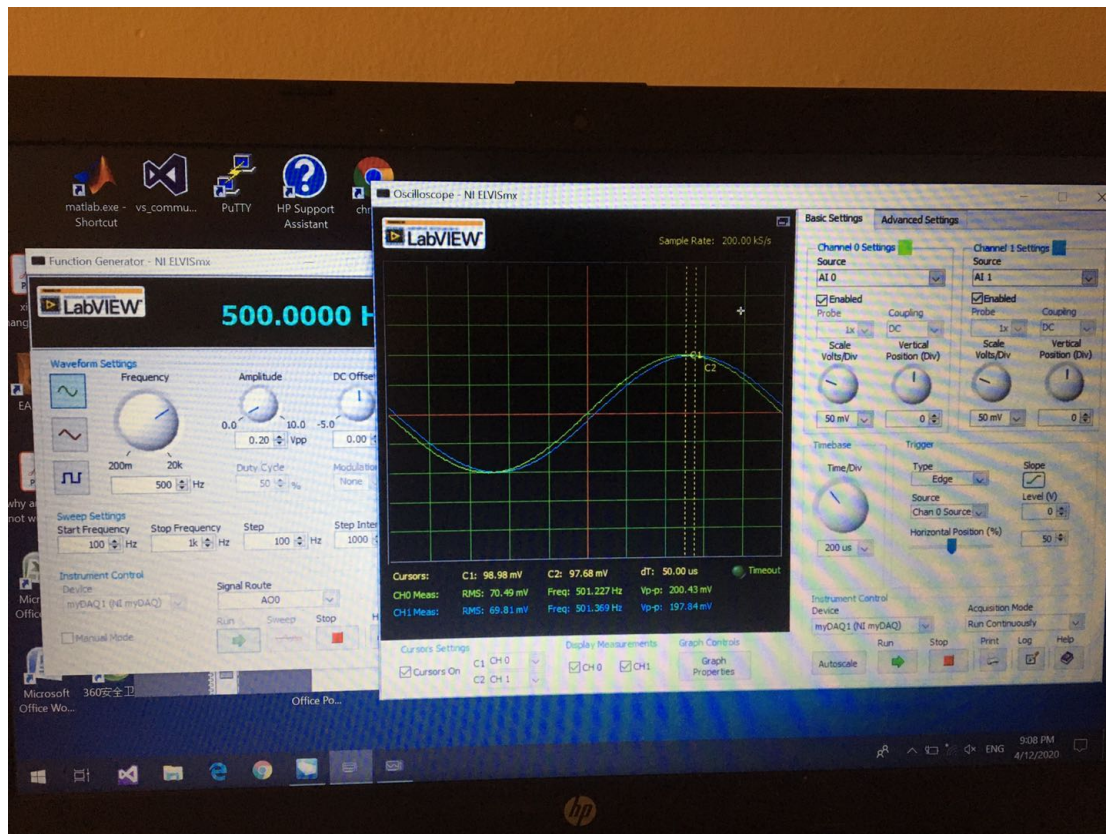 matlab.exe -
Shortcut
vs_commu...
PuTTY
HP Support
Assistant
Function Generator - NI ELVISmx
LabVIEW
500.0000 H
Waveform Settings
Frequency
Amplitude
DC Offse
0.0 10.0 -5.0
0.20 Vpp
0.00
200m 20k
500 Hz
Duty Cycle
50 %
Modulatio
None
Sweep Settings
Start Frequency
Stop Frequency
Step
Step Inter
100 Hz
1k Hz
100 Hz
1000
Instrument Control
Device
myDAQ1 (NI myDAQ)
Signal Route
AO0
Run Sweep Stop H
Manual Mode
Microsoft
Office Wo...
360安全卫
Office Po...
Oscilloscope - NI ELVISmx
LabVIEW
Sample Rate: 200.00 kS/s
C1
C2
Cursors: C1: 98.98 mV C2: 97.68 mV dT: 50.00 us Timeout
CH0 Meas: RMS: 70.49 mV Freq: 501.227 Hz Vp-p: 200.43 mV
CH1 Meas: RMS: 69.81 mV Freq: 501.369 Hz Vp-p: 197.84 mV
Cursors Settings
Cursors On
C1 CH 0
C2 CH 1
Display Measurements
CH 0 CH1
Graph Controls
Graph
Properties
Basic Settings Advanced Settings
Channel 0 Settings
Source
AI 0
Enabled
Probe Coupling
1x DC
Scale
Volts/Div
Vertical
Position (Div)
50 mV 0
Channel 1 Settings
Source
AI 1
Enabled
Probe Coupling
1x DC
Scale
Volts/Div
Vertical
Position (Div)
50 mV 0
Timebase
Time/Div
200 us
Trigger
Type
Edge
Slope
Source
Chan 0 Source
Level (V)
0
Horizontal Position (%)
50
Instrument Control
Device
myDAQ1 (NI myDAQ)
Acquisition Mode
Run Continuously
Autoscale
Run Stop Print Log Help
ENG
9:08 PM
4/12/2020
hp